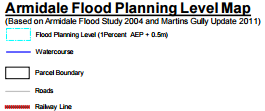 Armidale Flood Planning Level Map
(Based on Armidale Flood Study 2004 and Martins Gully Update 2011)
Flood Planning Level (1Percent AEP + 0.5m)
Watercourse
Parcel Boundary
Roads
Railway Line